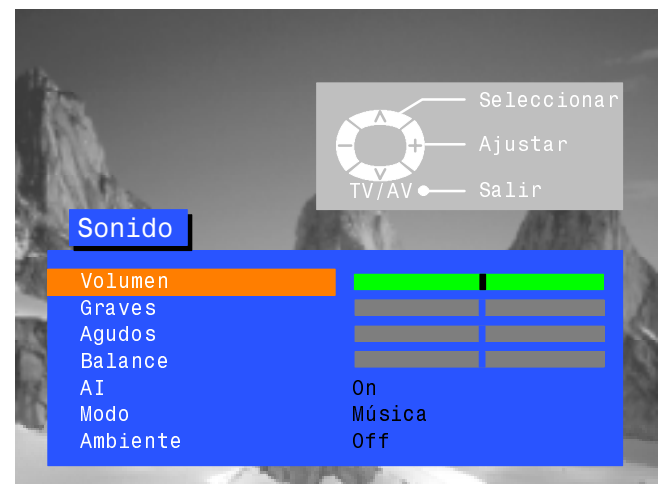 Seleccionar
Ajustar
TV/AV Salir
Sonido
Volumen
Graves
Agudos
Balance
AI On
Modo Música
Ambiente Off